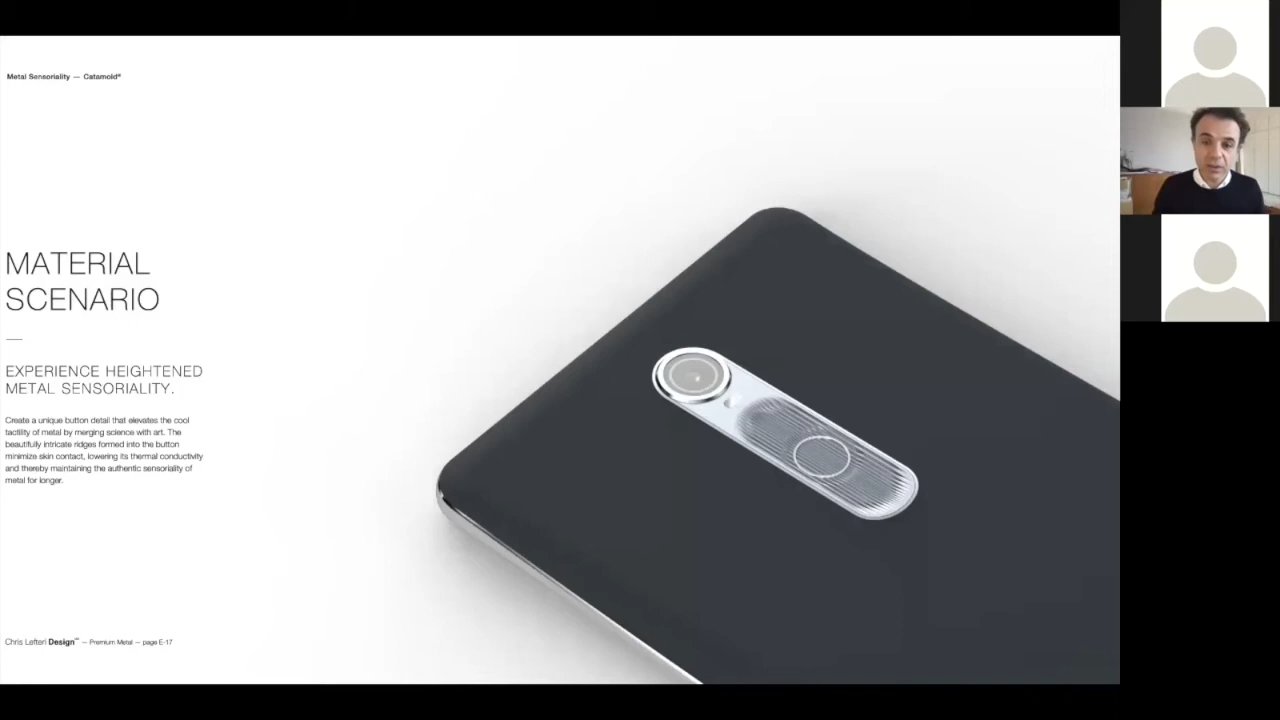 Metal Sensoriality — Catamold®
MATERIAL
SCENARIO
EXPERIENCE HEIGHTENED
METAL SENSORIALITY.
Create a unique button detail that elevates the cool
tactility of metal by merging science with art. The
beautifully intricate ridges formed into the button
minimize skin contact, lowering its thermal conductivity
and thereby maintaining the authentic sensoriality of
metal for longer.
Chris Lefteri Design — Premium Metal — page E-17